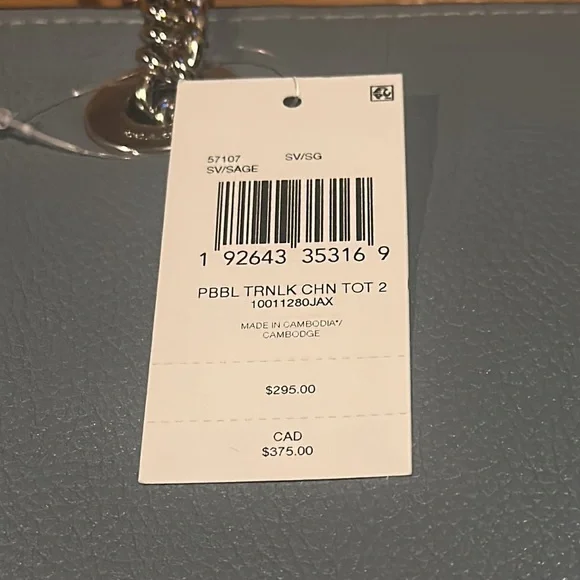 57107 SV/SG
SV/SAGE
1 92643 35316 9
PBBL TRNLK CHN TOT 2
10011280JAX
MADE IN CAMBODIA*/
CAMBODGE
$295.00
CAD
$375.00